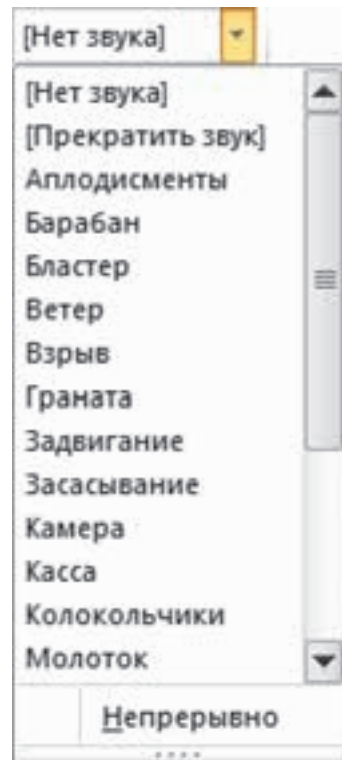 [Нет звука]
[Нет звука]
[Прекратить звук]
Аплодисменты
Барабан
Бластер
Ветер
Взрыв
Граната
Задвигание
Засасывание
Камера
Касса
Колокольчики
Молоток
Непрерывно